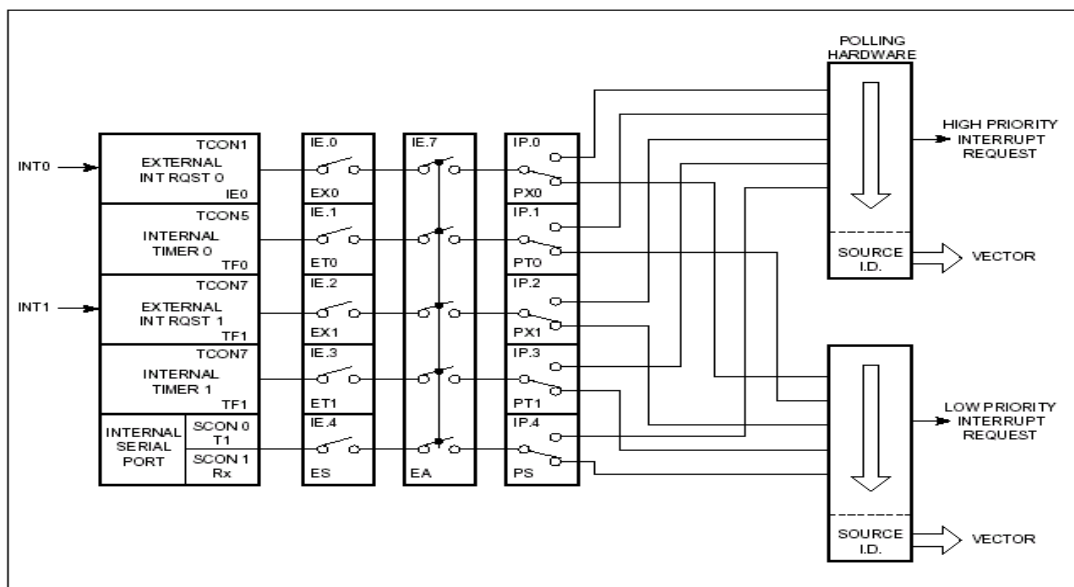 POLLING
HARDWARE
HIGH PRIORITY
INTERRUPT
REQUEST
SOURCE
I.D.
VECTOR
INT0
TCON1
EXTERNAL
INT RQST 0
IE0
IE.0
EX0
IE.7
IP.0
PX0
TCON5
INTERNAL
TIMER 0
TF0
IE.1
ET0
IP.1
PT0
INT1
TCON7
EXTERNAL
INT RQST 1
TF1
IE.2
EX1
IP.2
PX1
TCON7
INTERNAL
TIMER 1
TF1
IE.3
ET1
IP.3
PT1
INTERNAL
SERIAL
PORT
SCON 0
T1
SCON 1
Rx
IE.4
ES
EA
IP.4
PS
LOW PRIORITY
INTERRUPT
REQUEST
SOURCE
I.D.
VECTOR